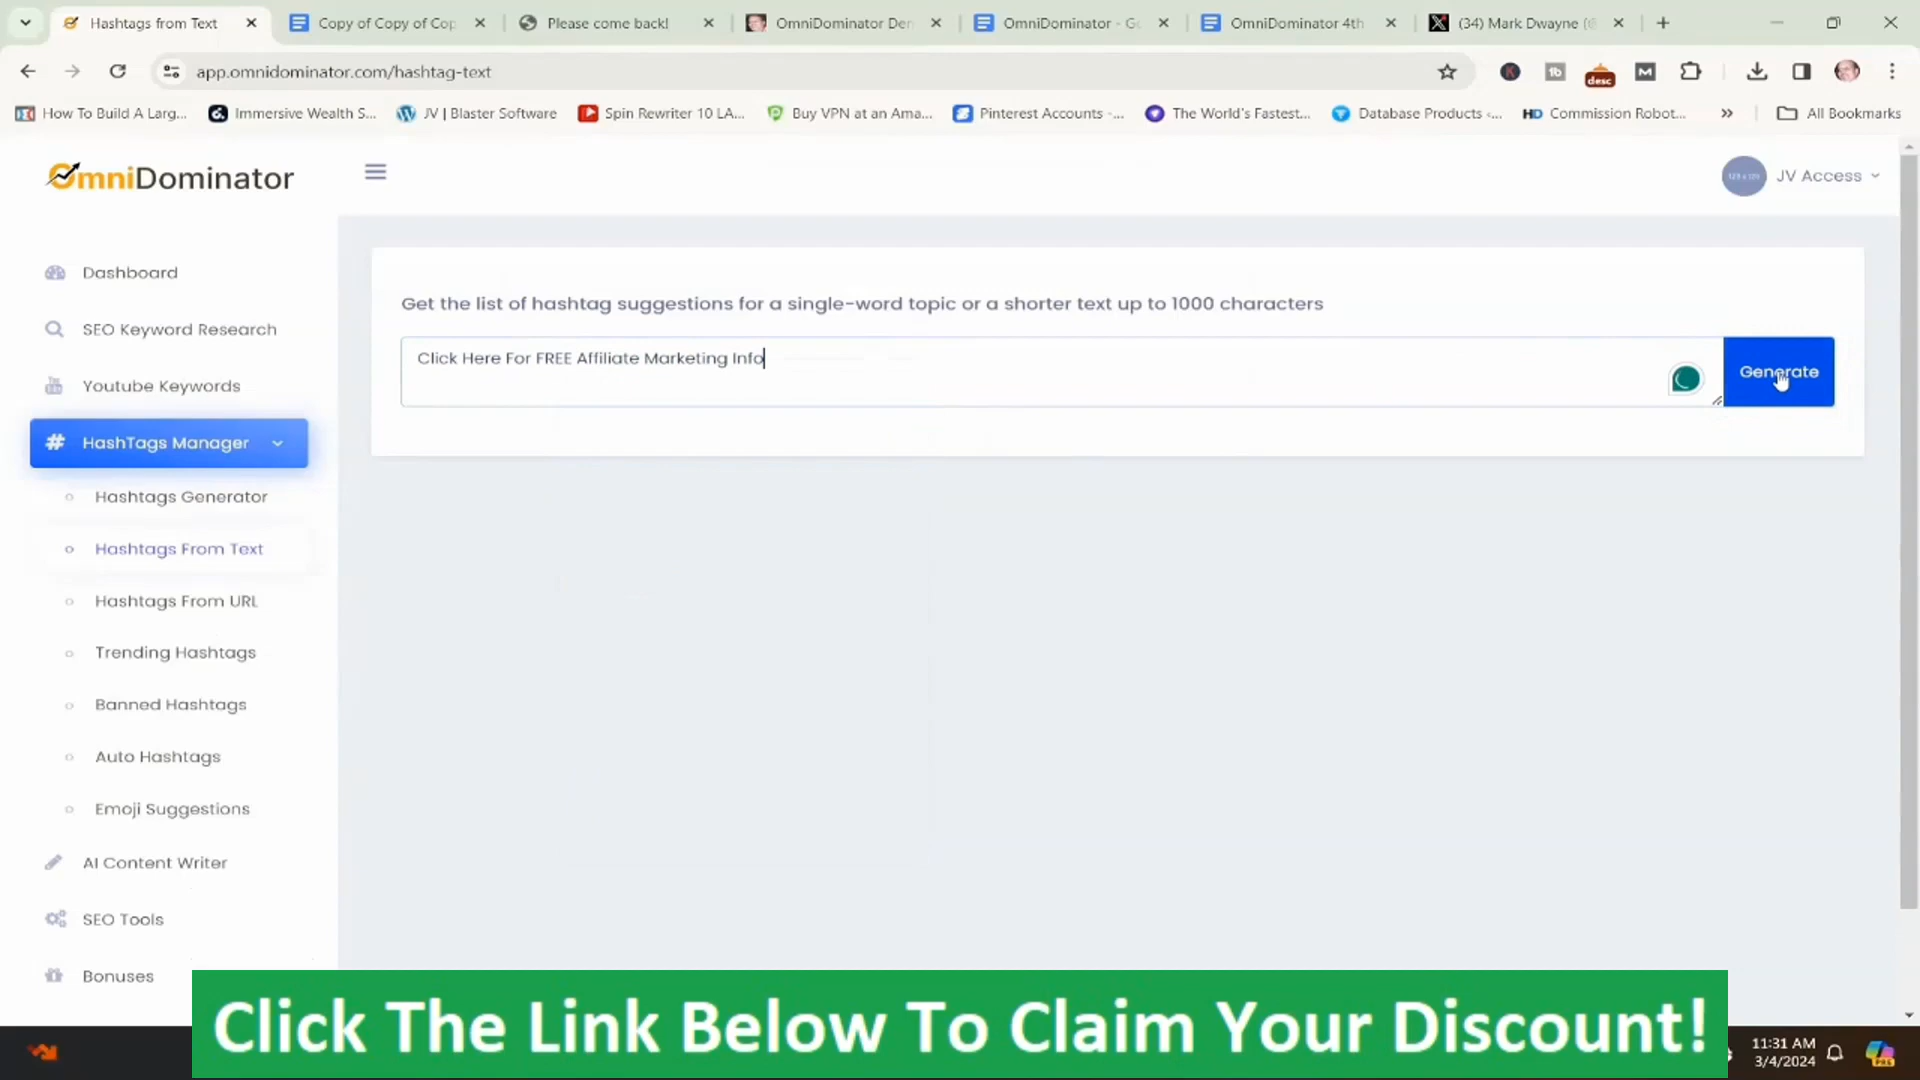 Hashtags from Text
Copy of Copy of Cop
Please come back!
OmniDominator Den
OmniDominator - Go
OmniDominator 4th
(34) Mark Dwayne (
app.omnidominator.com/hashtag-text
desc
How To Build A Larg...
Immersive Wealth S...
JV | Blaster Software
Spin Rewriter 10 LA...
Buy VPN at an Ama...
Pinterest Accounts -...
The World's Fastest...
Database Products -...
Commission Robot...
All Bookmarks
OmniDominator
JV Access
Dashboard
SEO Keyword Research
Youtube Keywords
HashTags Manager
Hashtags Generator
Hashtags From Text
Hashtags From URL
Trending Hashtags
Banned Hashtags
Auto Hashtags
Emoji Suggestions
AI Content Writer
SEO Tools
Bonuses
Get the list of hashtag suggestions for a single-word topic or a shorter text up to 1000 characters
Click Here For FREE Affiliate Marketing Info
Generate
Click The Link Below To Claim Your Discount!
11:31 AM
3/4/2024